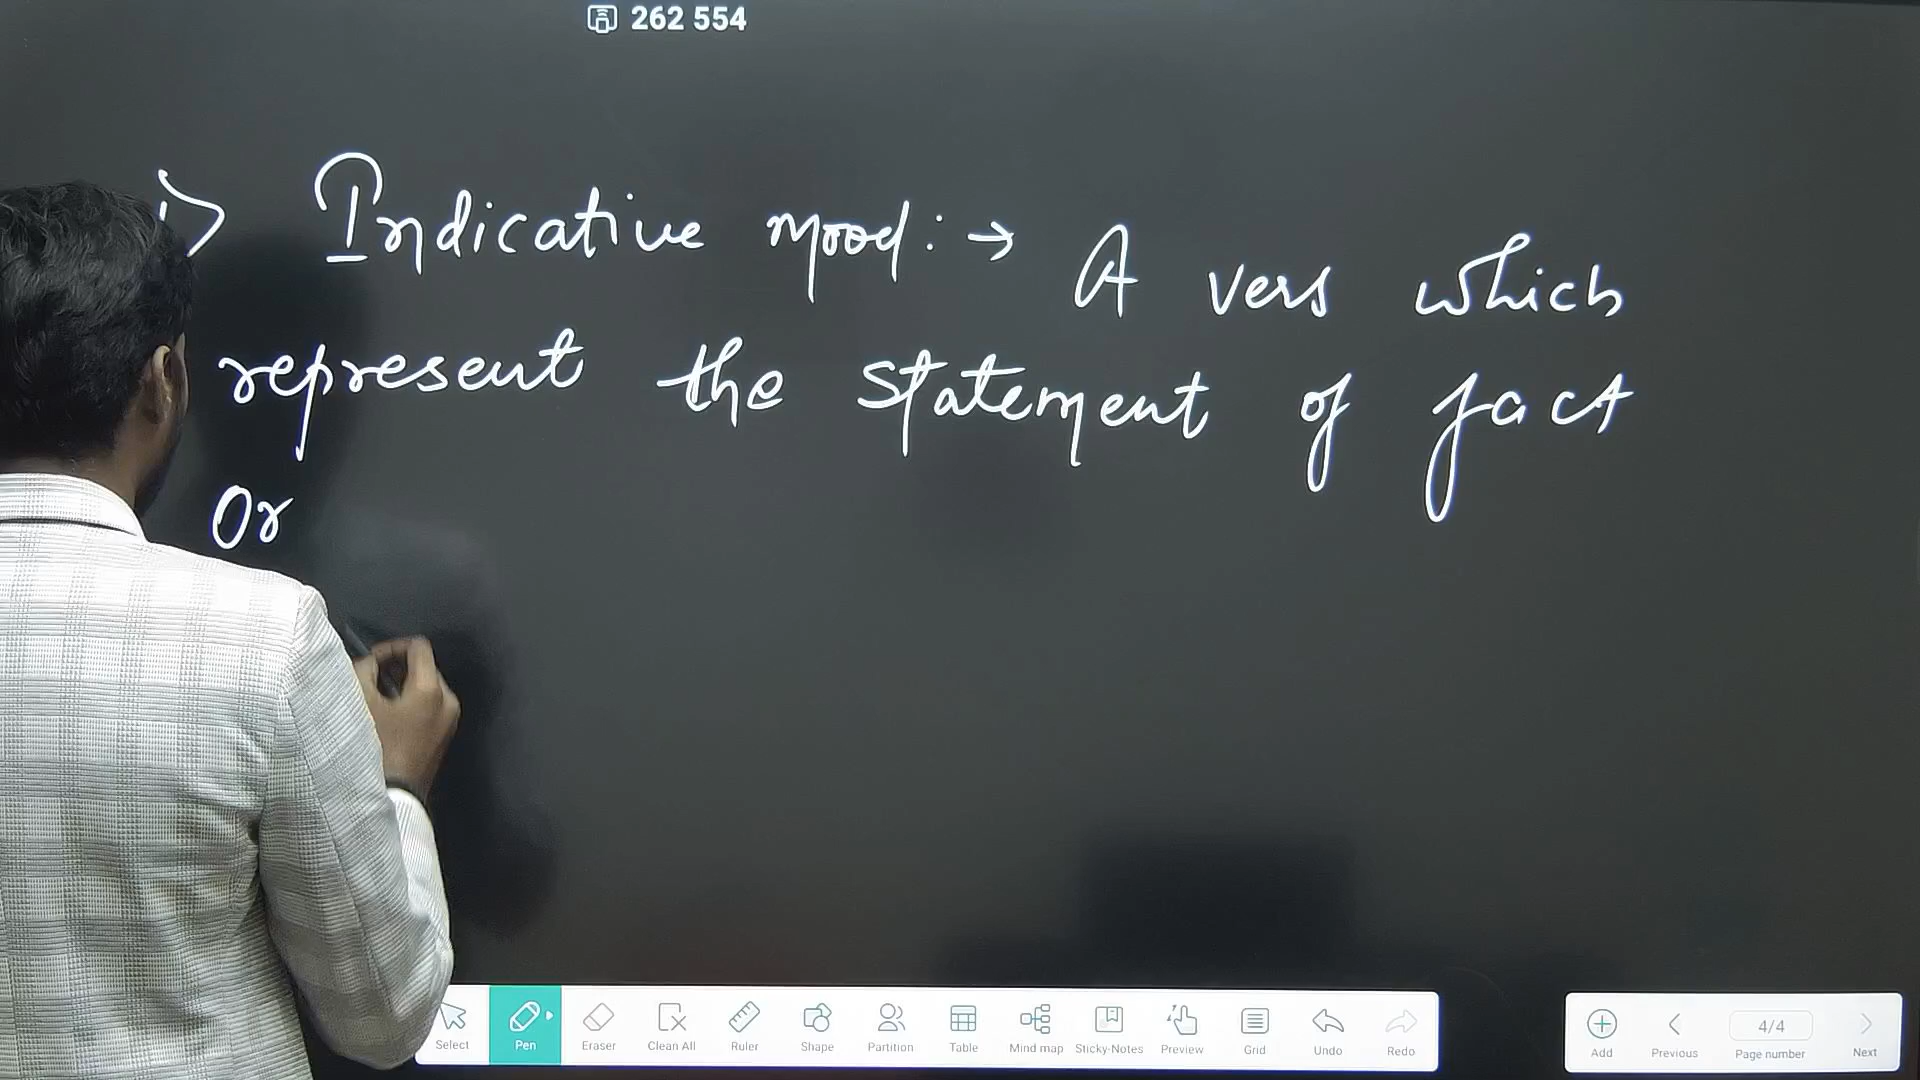 262 554
i> Indicative mood:→ A verb which
represent the statement of fact
Or
Select Pen Eraser Clean All Ruler Shape Partition Table Mind map Sticky-Notes Preview Grid Undo Redo
Add Previous 4/4 Page number Next